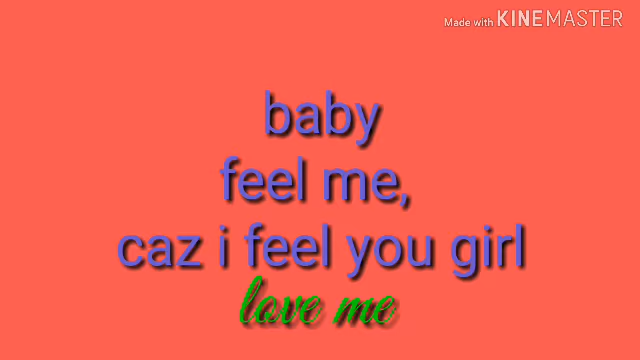 Made with KINEMASTER
baby
feel me,
caz i feel you girl
love me